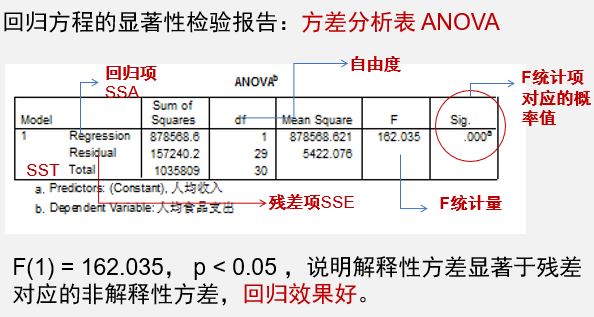 回归方程的显著性检验报告：方差分析表 ANOVA
自由度
回归项
SSA
ANOVAᵇ
F统计项
对应的概
率值
Model Sum of Squares df Mean Square F Sig.
1 Regression 878568.6 1 878568.621 162.035 .000ᵃ
Residual 157240.2 29 5422.076
SST Total 1035809 30
a. Predictors: (Constant), 人均收入
b. Dependent Variable: 人均食品支出
残差项SSE
F统计量
F(1) = 162.035， p < 0.05 ，说明解释性方差显著于残差
对应的非解释性方差，回归效果好。